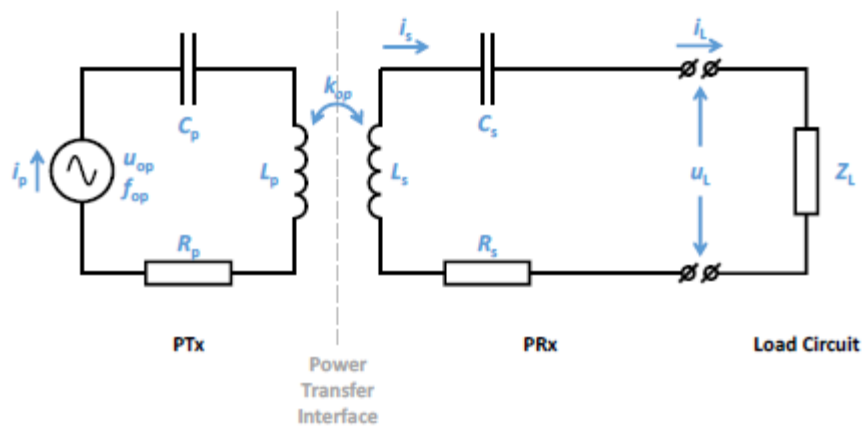 i_s
i_L
k_op
C_p
C_s
i_p
u_op
f_op
L_p
L_s
u_L
Z_L
R_p
R_s
PTx
PRx
Load Circuit
Power
Transfer
Interface